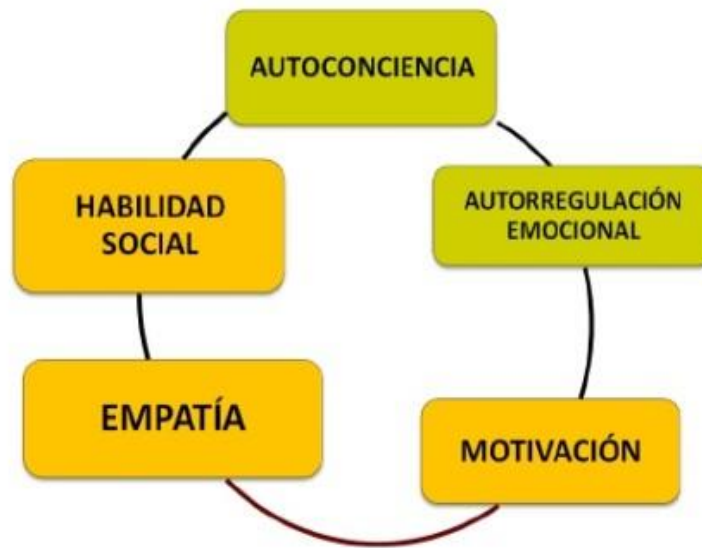 AUTOCONCIENCIA
HABILIDAD
SOCIAL
AUTORREGULACIÓN
EMOCIONAL
EMPATÍA
MOTIVACIÓN